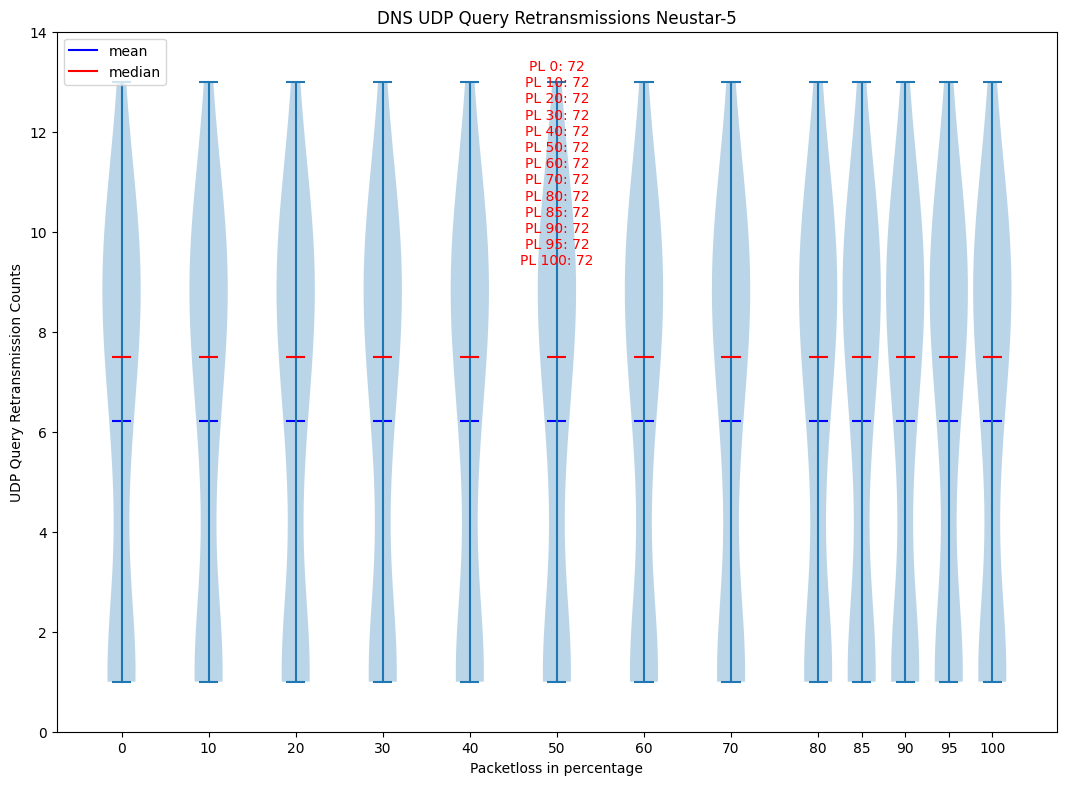 DNS UDP Query Retransmissions Neustar-5
mean
median
PL 0: 72
PL 10: 72
PL 20: 72
PL 30: 72
PL 40: 72
PL 50: 72
PL 60: 72
PL 70: 72
PL 80: 72
PL 85: 72
PL 90: 72
PL 95: 72
PL 100: 72
14
12
10
8
6
4
2
0
UDP Query Retransmission Counts
0 10 20 30 40 50 60 70 80 85 90 95 100
Packetloss in percentage